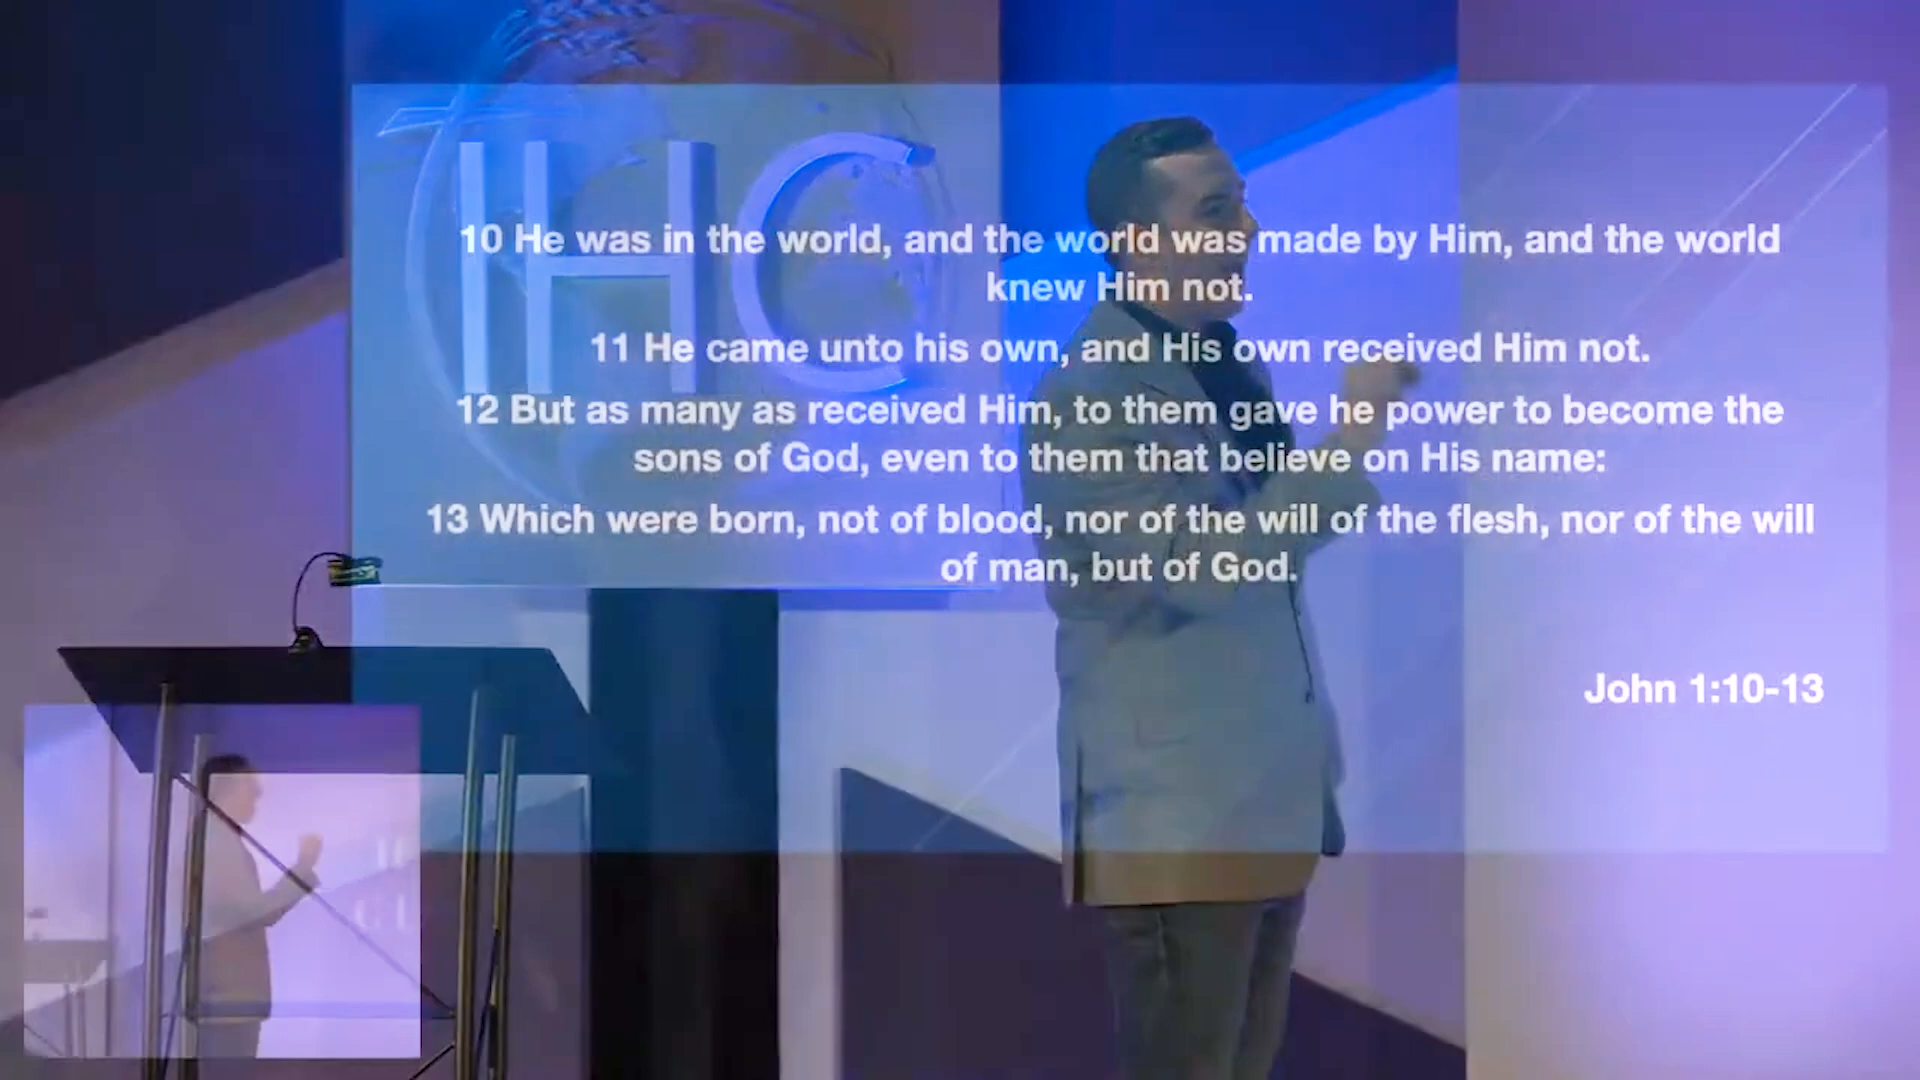 IHC
10 He was in the world, and the world was made by Him, and the world
knew Him not.
11 He came unto his own, and His own received Him not.
12 But as many as received Him, to them gave he power to become the
sons of God, even to them that believe on His name:
13 Which were born, not of blood, nor of the will of the flesh, nor of the will
of man, but of God.
John 1:10-13